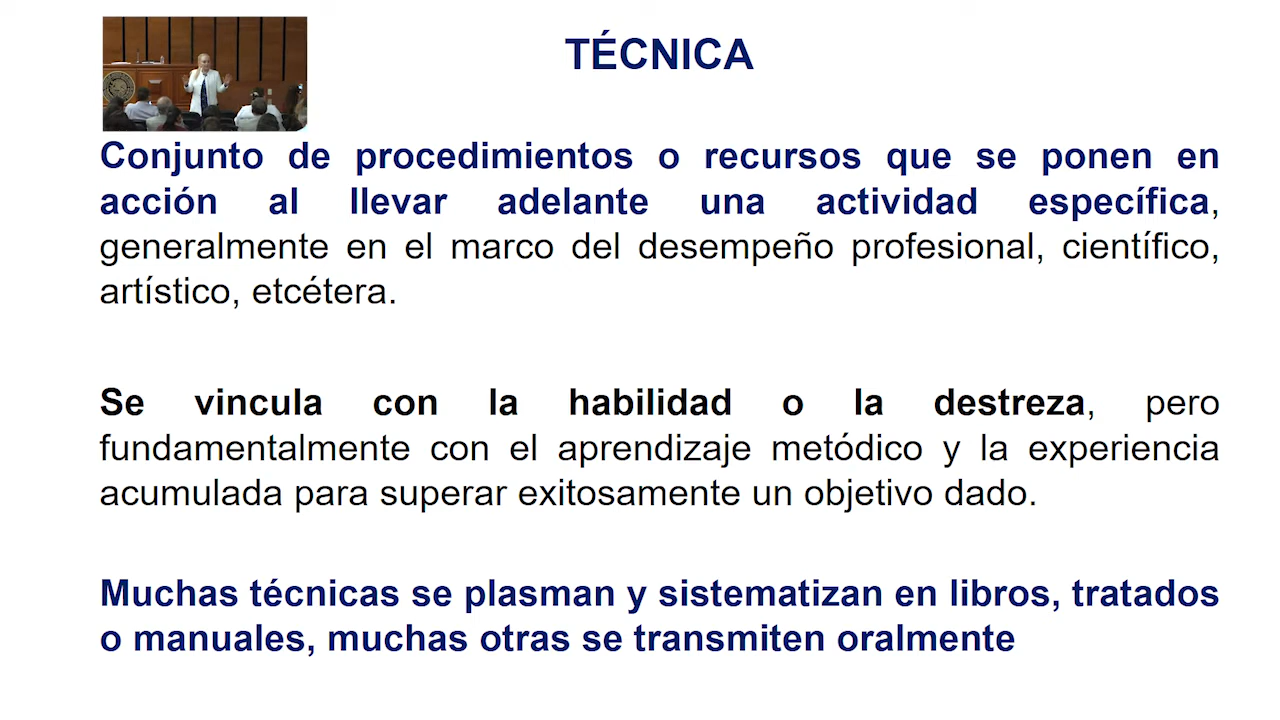 TÉCNICA
Conjunto de procedimientos o recursos que se ponen en
acción al llevar adelante una actividad específica,
generalmente en el marco del desempeño profesional, científico,
artístico, etcétera.
Se vincula con la habilidad o la destreza, pero
fundamentalmente con el aprendizaje metódico y la experiencia
acumulada para superar exitosamente un objetivo dado.
Muchas técnicas se plasman y sistematizan en libros, tratados
o manuales, muchas otras se transmiten oralmente